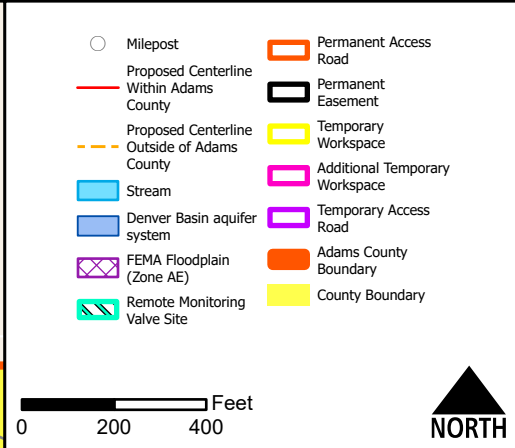 Milepost
Proposed Centerline
Within Adams
County
Proposed Centerline
Outside of Adams
County
Stream
Denver Basin aquifer
system
FEMA Floodplain
(Zone AE)
Remote Monitoring
Valve Site
Permanent Access
Road
Permanent
Easement
Temporary
Workspace
Additional Temporary
Workspace
Temporary Access
Road
Adams County
Boundary
County Boundary
Feet
0 200 400
NORTH